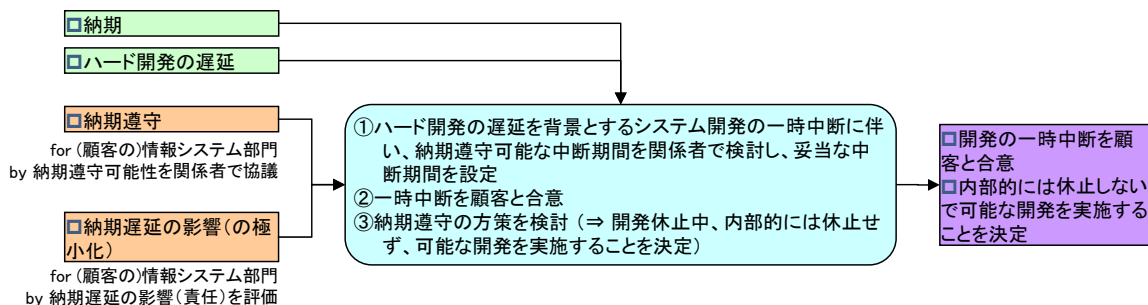 納期
ハード開発の遅延
納期遵守
for (顧客の)情報システム部門
by 納期遵守可能性を関係者で協議
納期遅延の影響(の極
小化)
for (顧客の)情報システム部門
by 納期遅延の影響(責任)を評価
①ハード開発の遅延を背景とするシステム開発の一時中断に伴
い、納期遵守可能な中断期間を関係者で検討し、妥当な中
断期間を設定
②一時中断を顧客と合意
③納期遵守の方策を検討 (⇒ 開発休止中、内部的には休止せ
ず、可能な開発を実施することを決定)
開発の一時中断を顧
客と合意
内部的には休止しない
で可能な開発を実施する
ことを決定